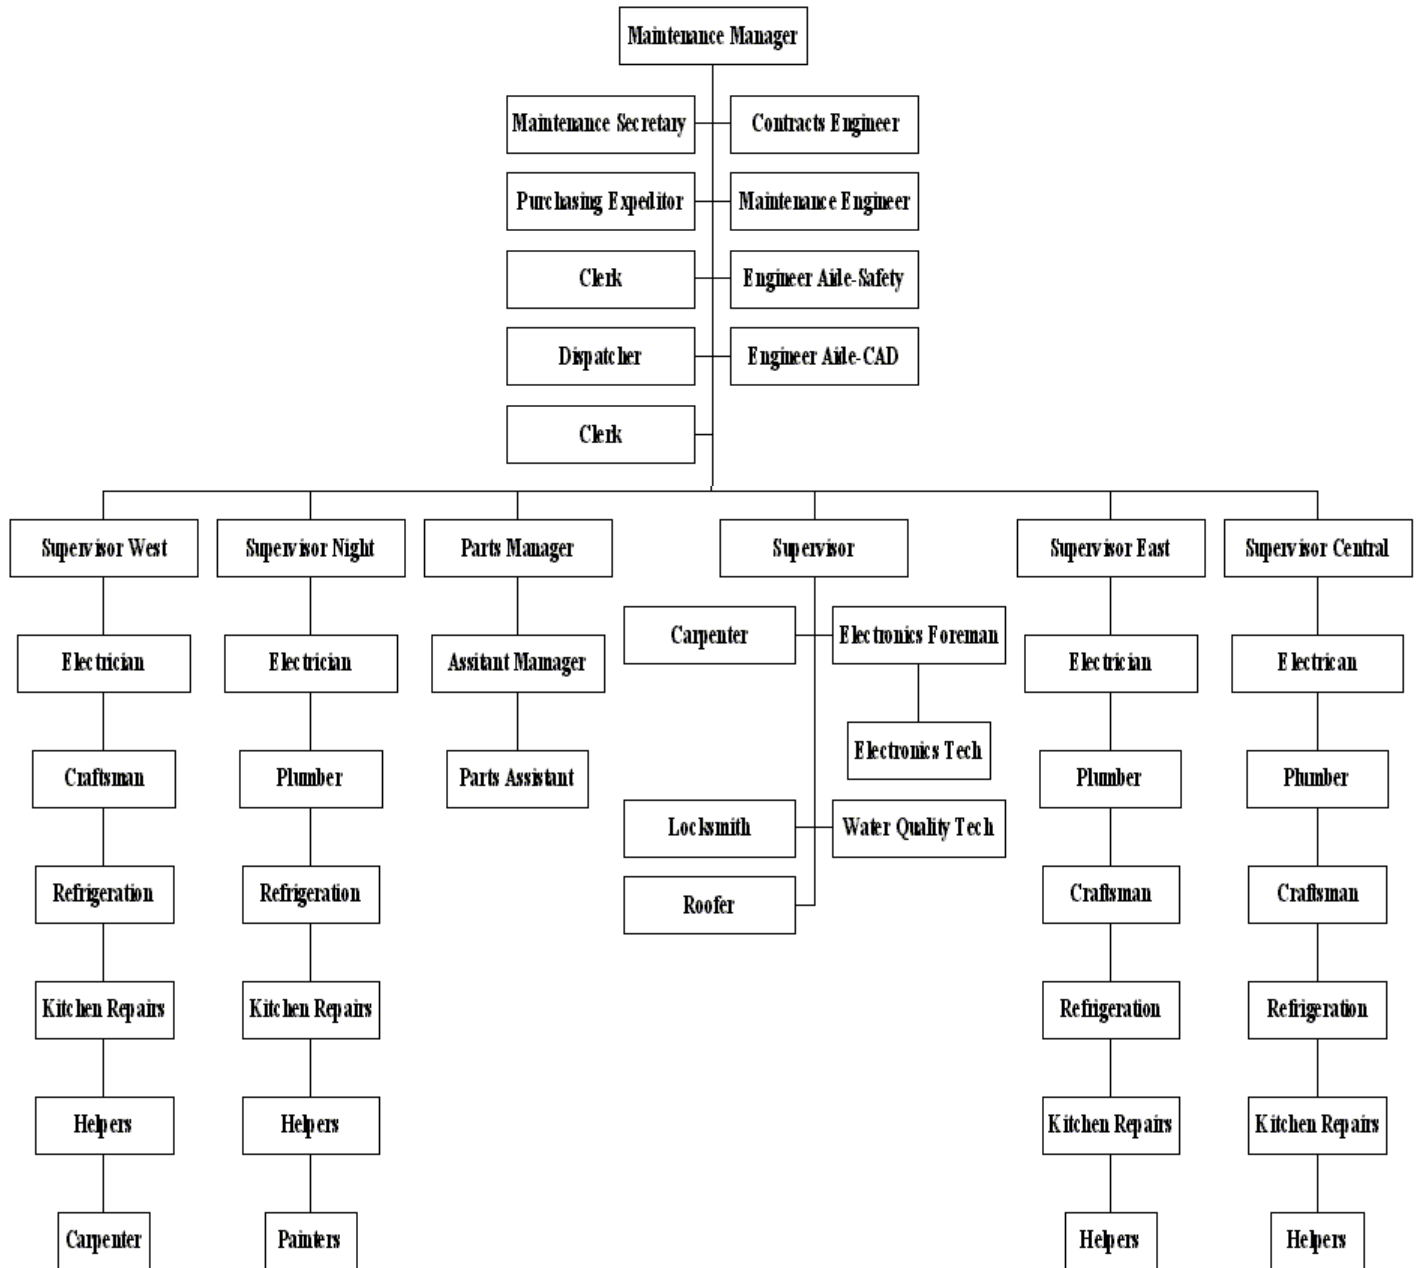 Maintenance Manager
Maintenance Secretary
Contracts Engineer
Purchasing Expeditor
Maintenance Engineer
Clerk
Engineer Aide-Safety
Dispatcher
Engineer Aide-CAD
Clerk
Supervisor West
Supervisor Night
Parts Manager
Supervisor
Supervisor East
Supervisor Central
Carpenter
Electronics Foreman
Electrician
Electrician
Assitant Mamager
Electrician
Electrican
Electronics Tech
Craftsman
Plumber
Parts Assistant
Plumber
Plumber
Locksmith
Water Quality Tech
Refrigeration
Refrigeration
Roofer
Craftsman
Craftsman
Kitchen Repairs
Kitchen Repairs
Refrigeration
Refrigeration
Helpers
Helpers
Kitchen Repairs
Kitchen Repairs
Carpenter
Painters
Helpers
Helpers